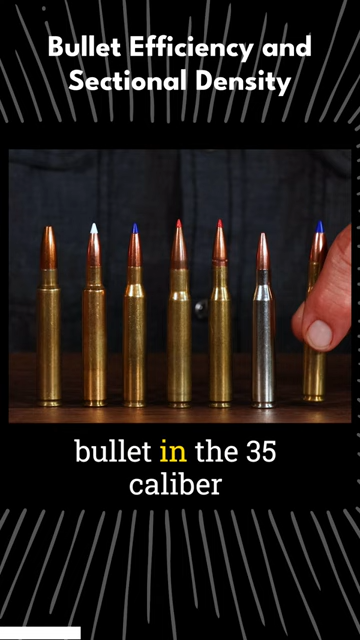 Bullet Efficiency and
Sectional Density
bullet in the 35
caliber